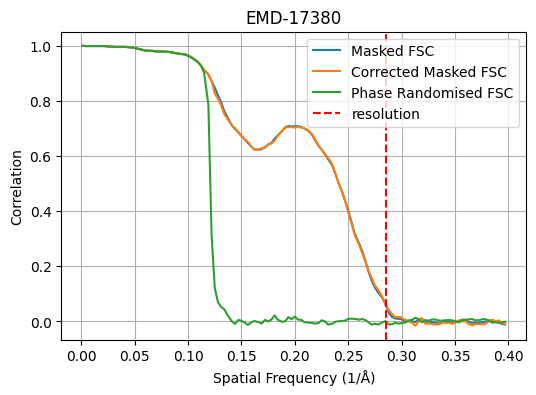 EMD-17380
Masked FSC
Corrected Masked FSC
Phase Randomised FSC
resolution
Correlation
1.0
0.8
0.6
0.4
0.2
0.0
0.00 0.05 0.10 0.15 0.20 0.25 0.30 0.35 0.40
Spatial Frequency (1/Å)